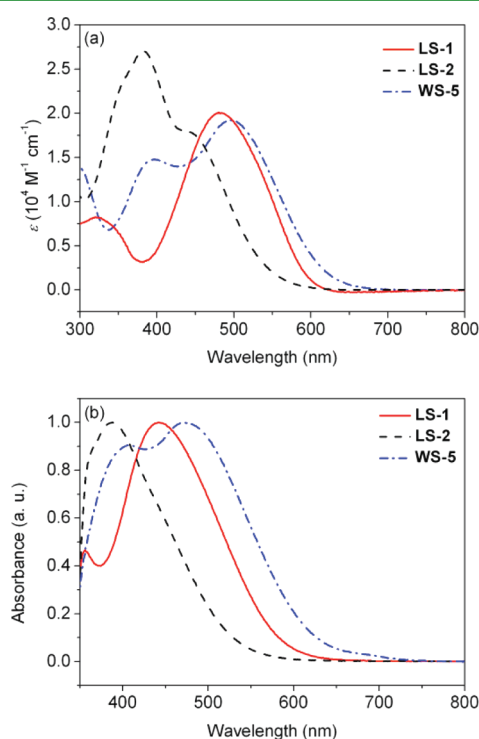 (a)
LS-1
LS-2
WS-5
ε (10⁴ M⁻¹ cm⁻¹)
3.0
2.5
2.0
1.5
1.0
0.5
0.0
300 400 500 600 700 800
Wavelength (nm)
(b)
LS-1
LS-2
WS-5
Absorbance (a. u.)
1.0
0.8
0.6
0.4
0.2
0.0
400 500 600 700 800
Wavelength (nm)